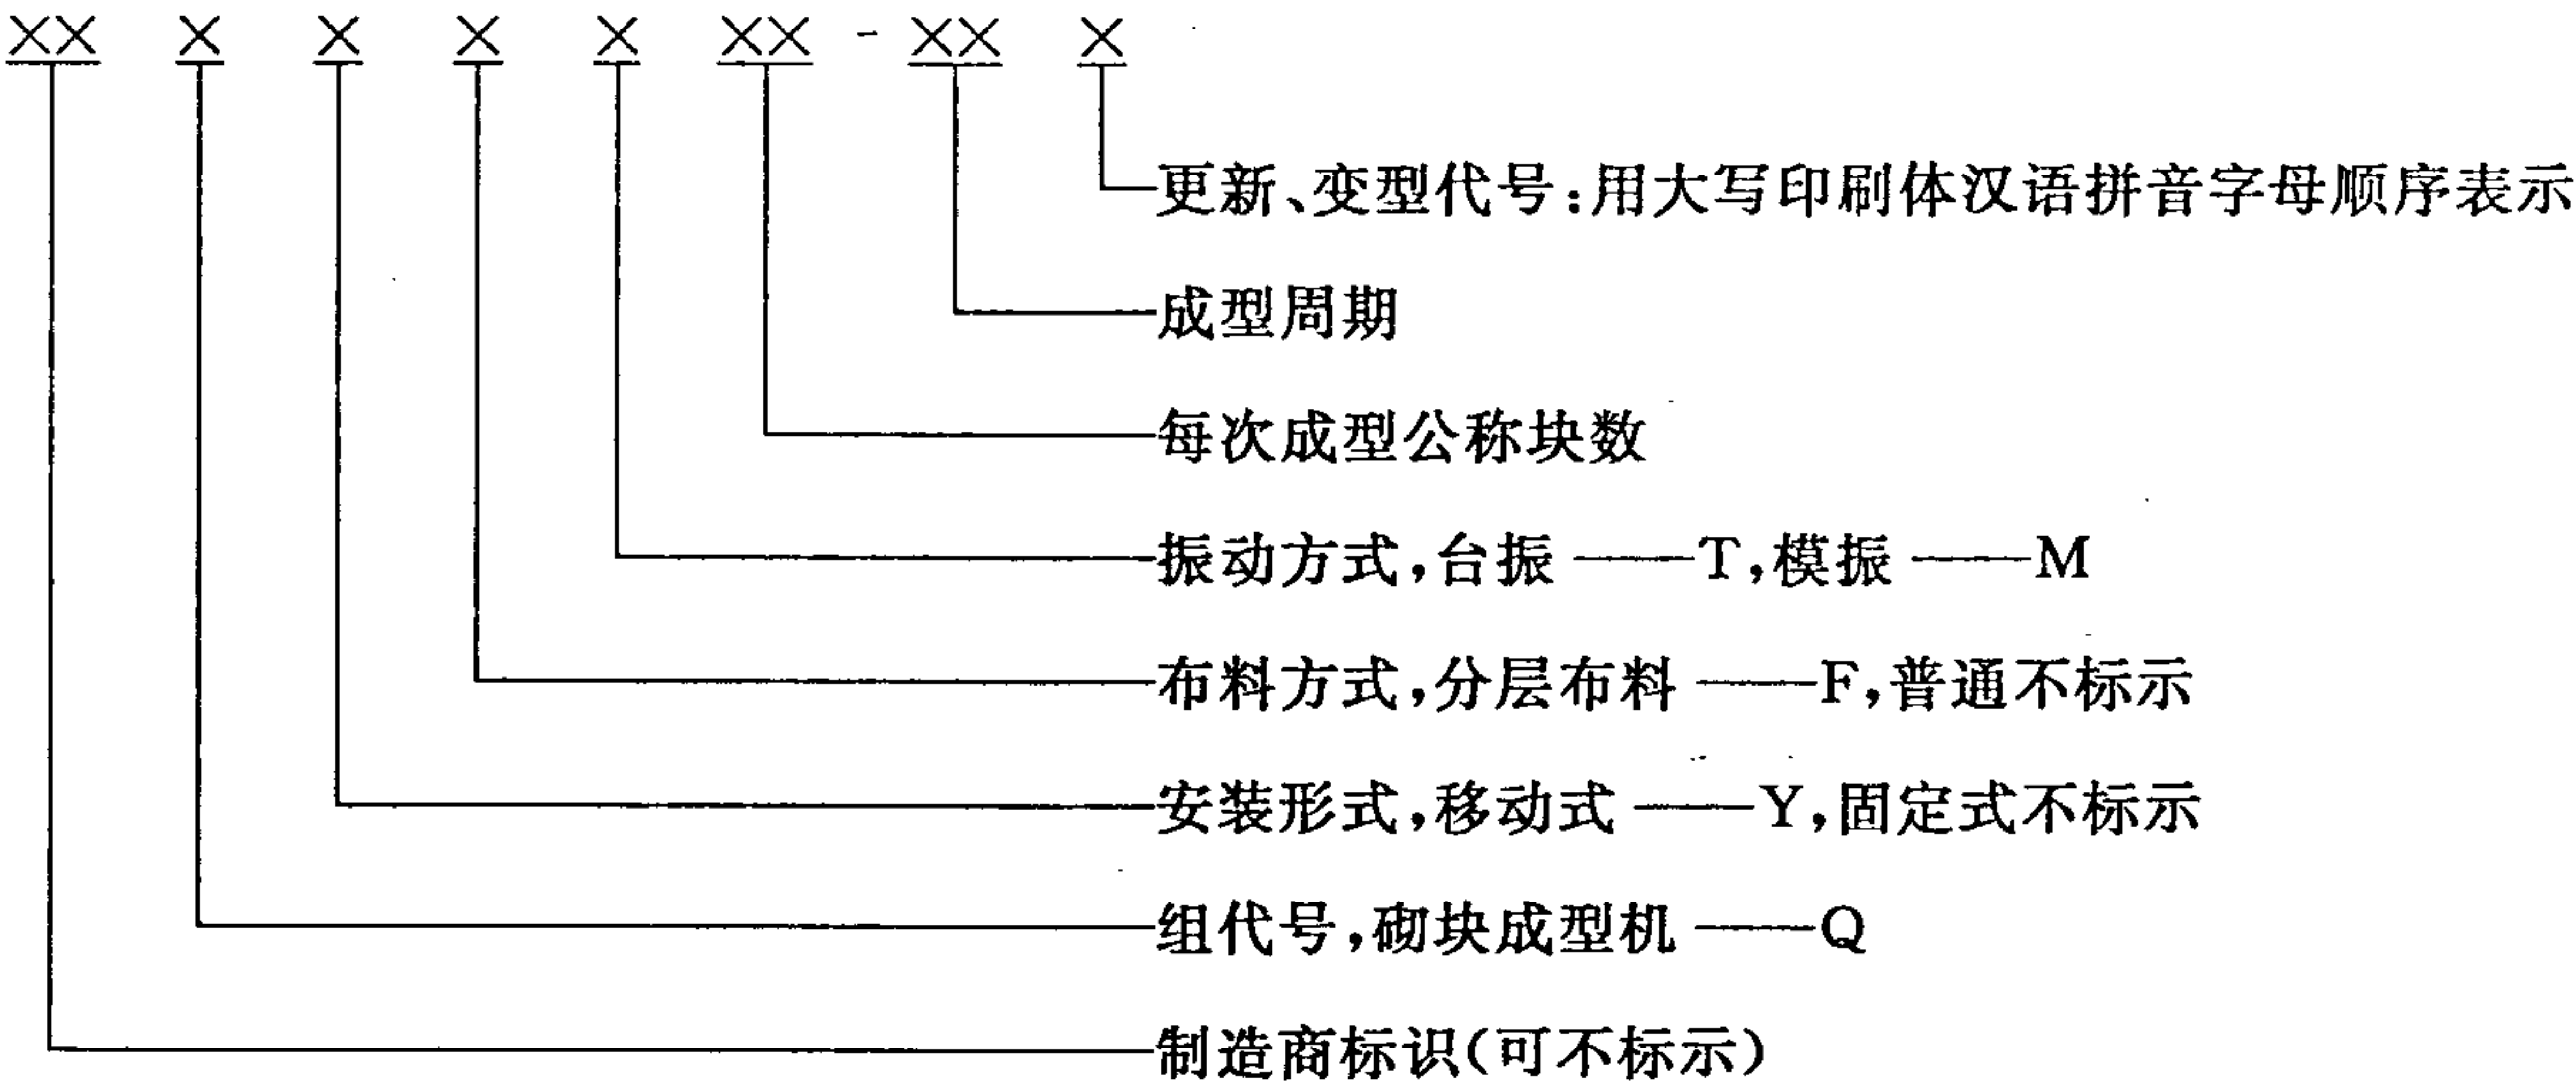 ×× × × × × ×× - ×× ×
更新、变型代号:用大写印刷体汉语拼音字母顺序表示
成型周期
每次成型公称块数
振动方式,台振——T,模振——M
布料方式,分层布料——F,普通不标示
安装形式,移动式——Y,固定式不标示
组代号,砌块成型机——Q
制造商标识(可不标示)